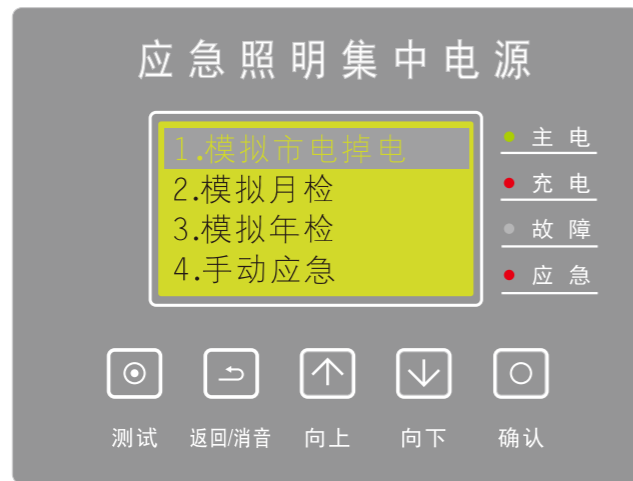 应急照明集中电源
1.模拟市电掉电
2.模拟月检
3.模拟年检
4.手动应急
主电
充电
故障
应急
测试 返回/消音 向上 向下 确认